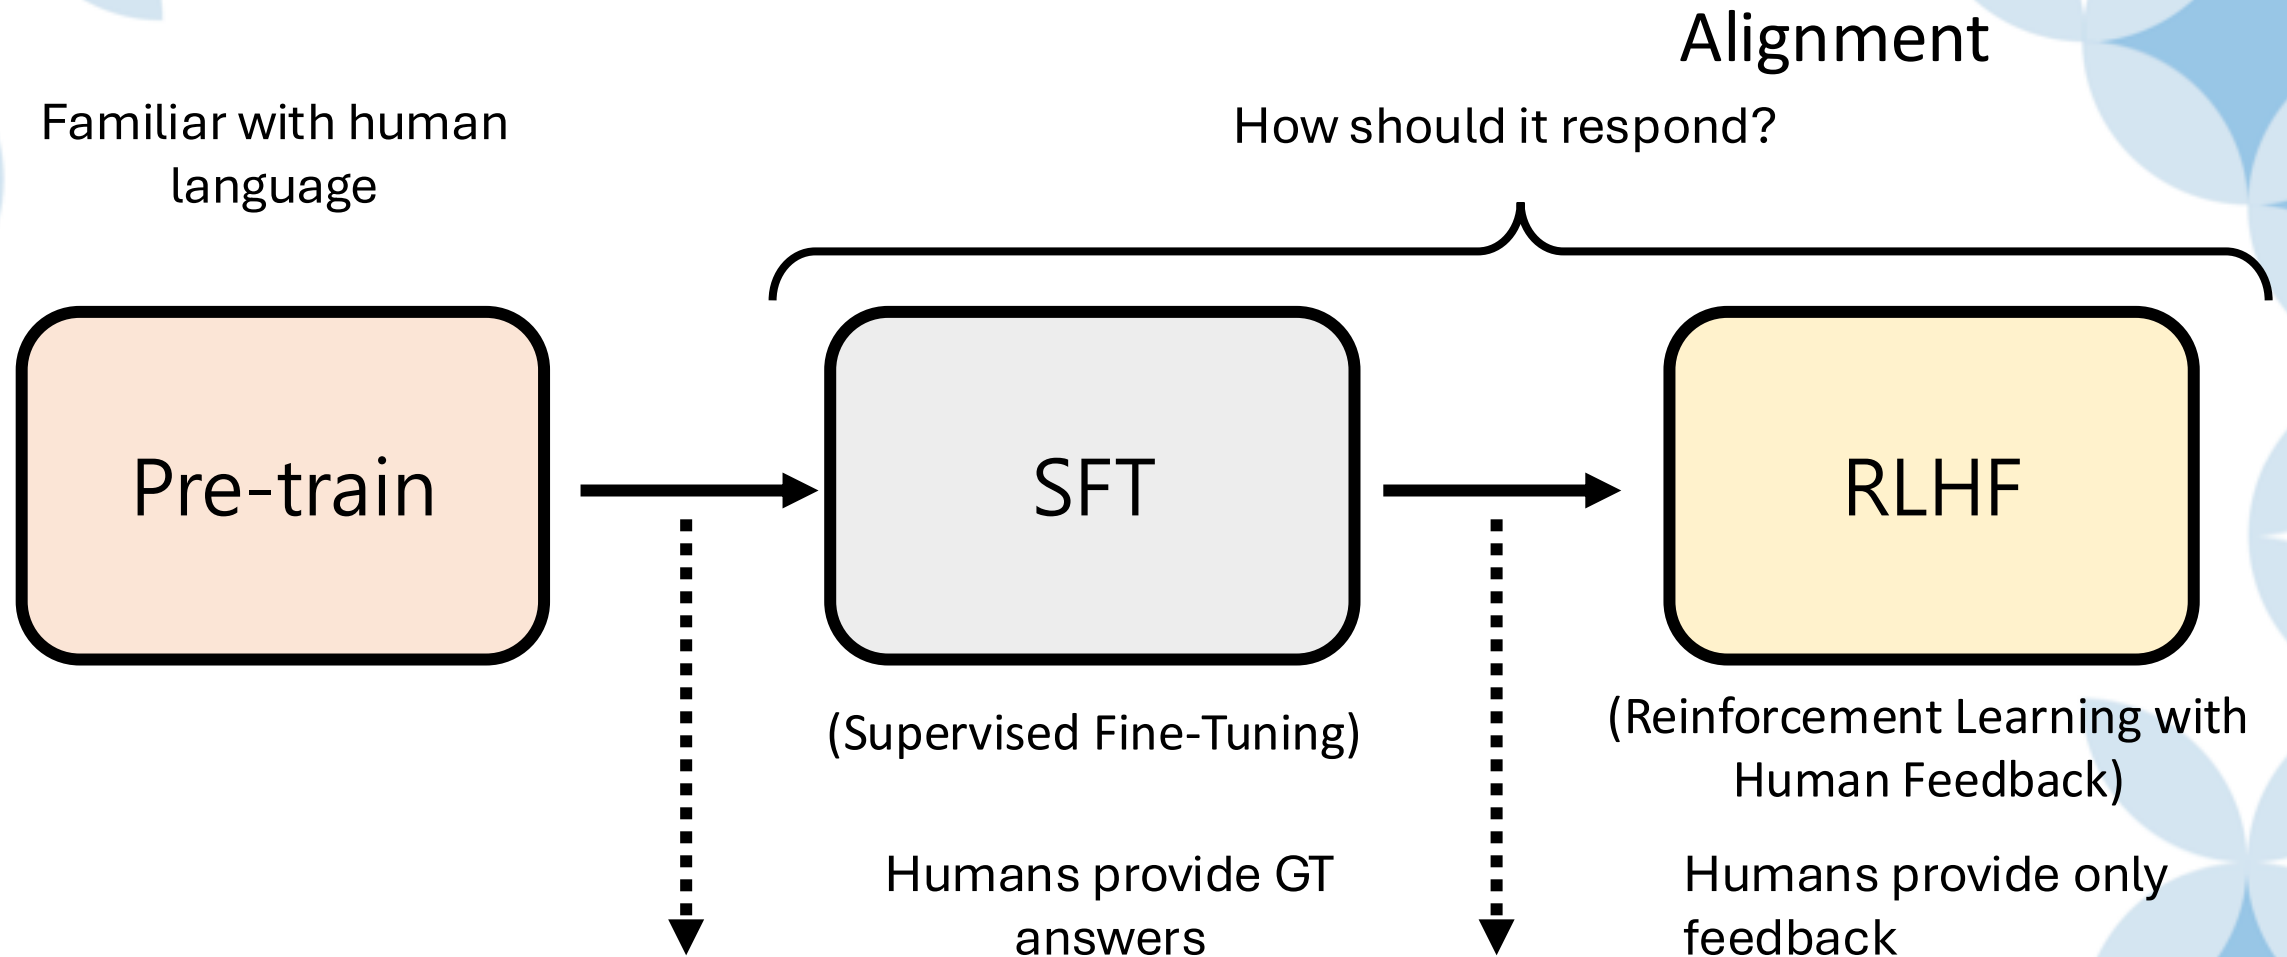 Alignment
Familiar with human
language
How should it respond?
Pre-train
SFT
RLHF
(Supervised Fine-Tuning)
(Reinforcement Learning with
Human Feedback)
Humans provide GT
answers
Humans provide only
feedback